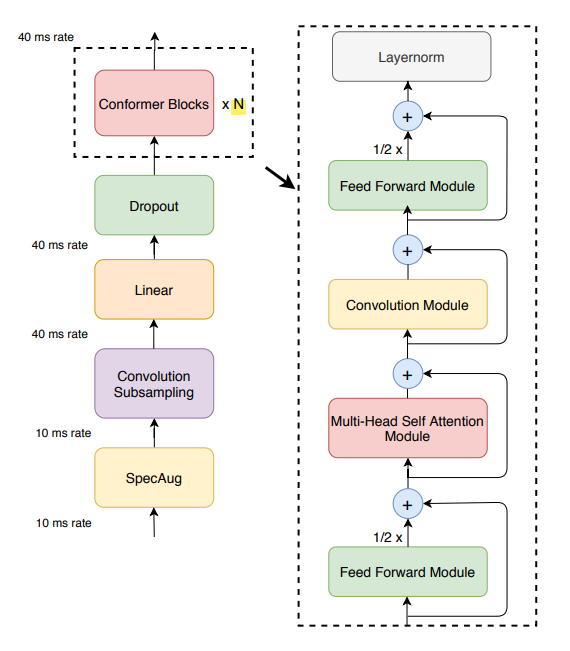 40 ms rate
Conformer Blocks
x N
Dropout
40 ms rate
Linear
40 ms rate
Convolution
Subsampling
10 ms rate
SpecAug
10 ms rate
Layernorm
+
1/2 x
Feed Forward Module
+
Convolution Module
+
Multi-Head Self Attention
Module
+
1/2 x
Feed Forward Module